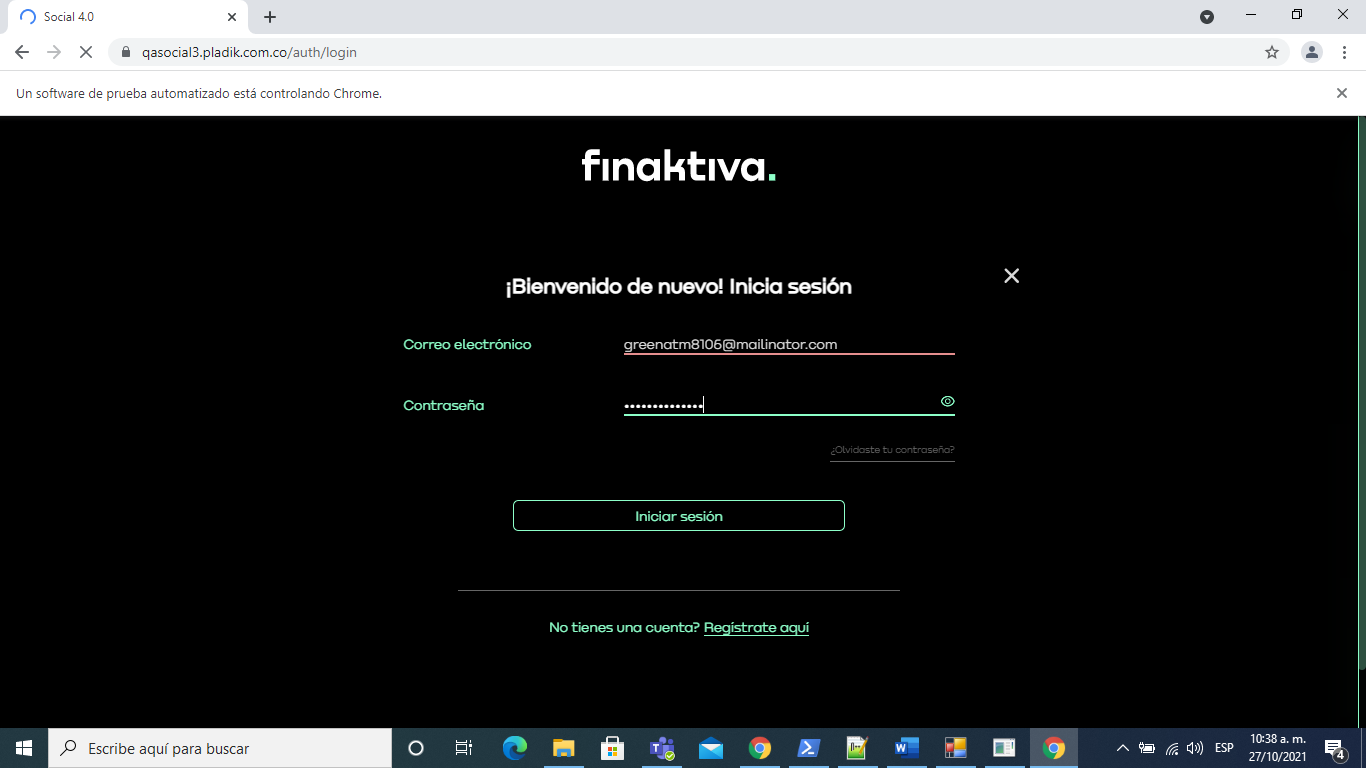 Social 4.0
qasocial3.pladik.com.co/auth/login
Un software de prueba automatizado está controlando Chrome.
finaktiva.
¡Bienvenido de nuevo! Inicia sesión
Correo electrónico
greenatm8106@mailinator.com
Contraseña
••••••••••••••
¿Olvidaste tu contraseña?
Iniciar sesión
No tienes una cuenta? Regístrate aquí
Escribe aquí para buscar
ESP
10:38 a. m.
27/10/2021
4